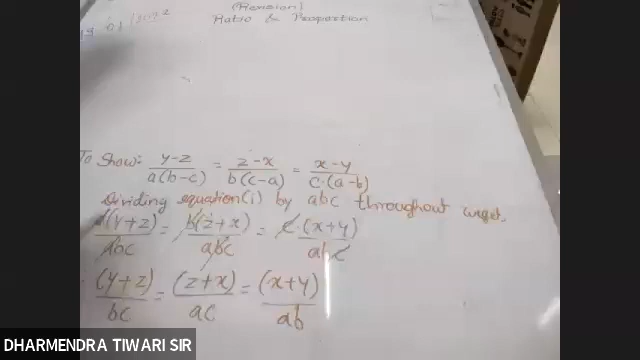 (Revision)
Ratio & Proportion
To Show: y-z/a(b-c) = z-x/b(c-a) = x-y/c.(a-b)
Dividing equation(i) by abc throughout we get,
a(y+z)/abc = b(z+x)/abc = c.(x+y)/abc
(y+z)/bc = (z+x)/ac = (x+y)/ab
DHARMENDRA TIWARI SIR